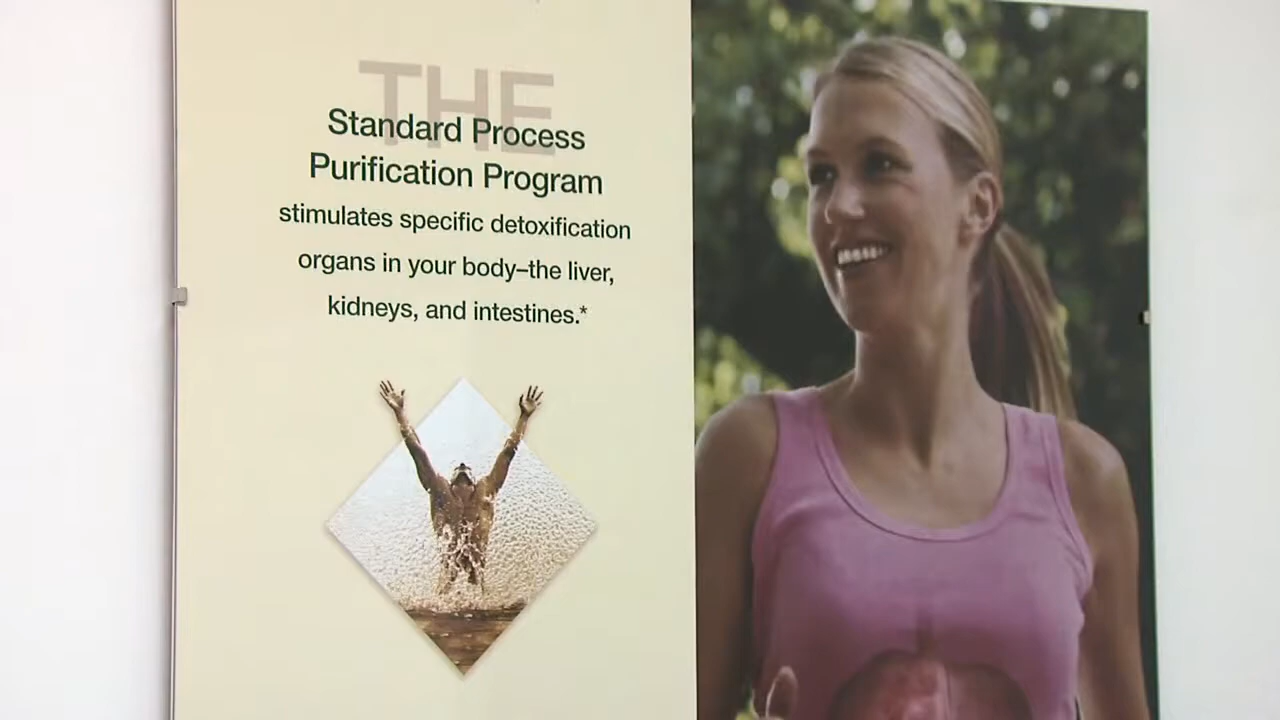 THE
Standard Process
Purification Program
stimulates specific detoxification
organs in your body–the liver,
kidneys, and intestines.*